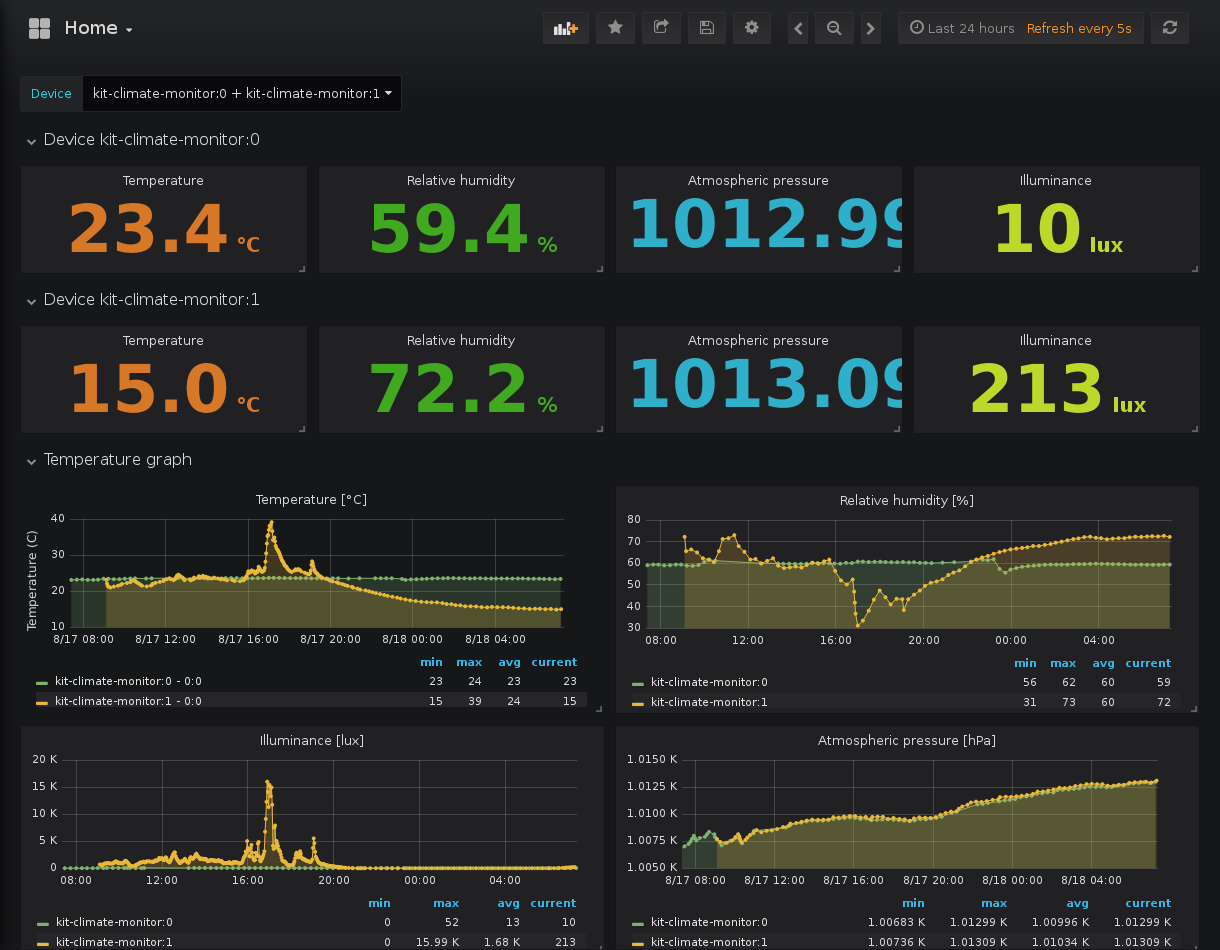 Home
Last 24 hours Refresh every 5s
Device kit-climate-monitor:0 + kit-climate-monitor:1
Device kit-climate-monitor:0
Temperature Relative humidity Atmospheric pressure Illuminance
23.4 °C 59.4 % 1012.99 10 lux
Device kit-climate-monitor:1
Temperature Relative humidity Atmospheric pressure Illuminance
15.0 °C 72.2 % 1013.09 213 lux
Temperature graph
Temperature [°C]
Temperature (C)
40
30
20
10
8/17 08:00 8/17 12:00 8/17 16:00 8/17 20:00 8/18 00:00 8/18 04:00
min max avg current
kit-climate-monitor:0 - 0:0 23 24 23 23
kit-climate-monitor:1 - 0:0 15 39 24 15
Relative humidity [%]
80
70
60
50
40
30
08:00 12:00 16:00 20:00 00:00 04:00
min max avg current
kit-climate-monitor:0 56 62 60 59
kit-climate-monitor:1 31 73 60 72
Illuminance [lux]
20 K
15 K
10 K
5 K
0
08:00 12:00 16:00 20:00 00:00 04:00
min max avg current
kit-climate-monitor:0 0 52 13 10
kit-climate-monitor:1 0 15.99 K 1.68 K 213
Atmospheric pressure [hPa]
1.0150 K
1.0125 K
1.0100 K
1.0075 K
1.0050 K
8/17 08:00 8/17 12:00 8/17 16:00 8/17 20:00 8/18 00:00 8/18 04:00
min max avg current
kit-climate-monitor:0 1.00683 K 1.01299 K 1.00996 K 1.01299 K
kit-climate-monitor:1 1.00736 K 1.01309 K 1.01034 K 1.01309 K